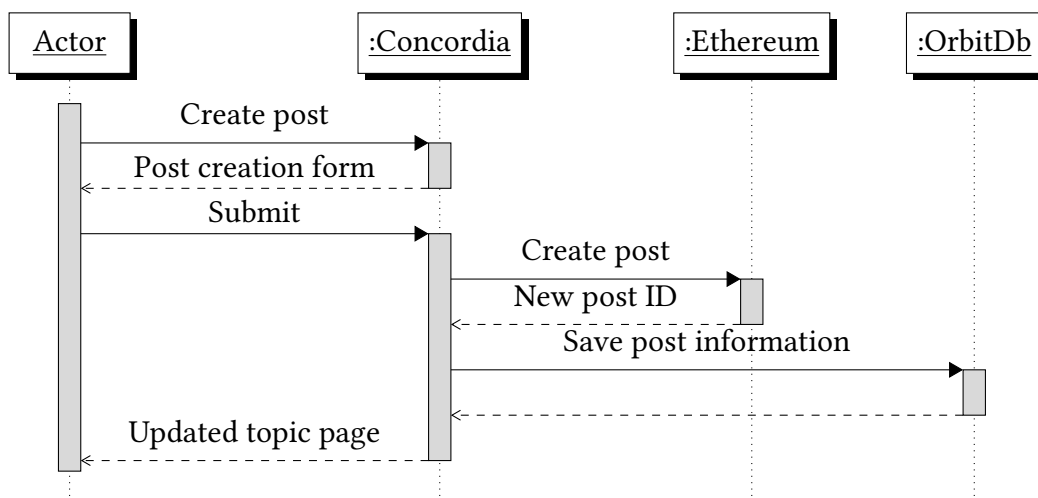 Actor
:Concordia
:Ethereum
:OrbitDb
Create post
Post creation form
Submit
Create post
New post ID
Save post information
Updated topic page